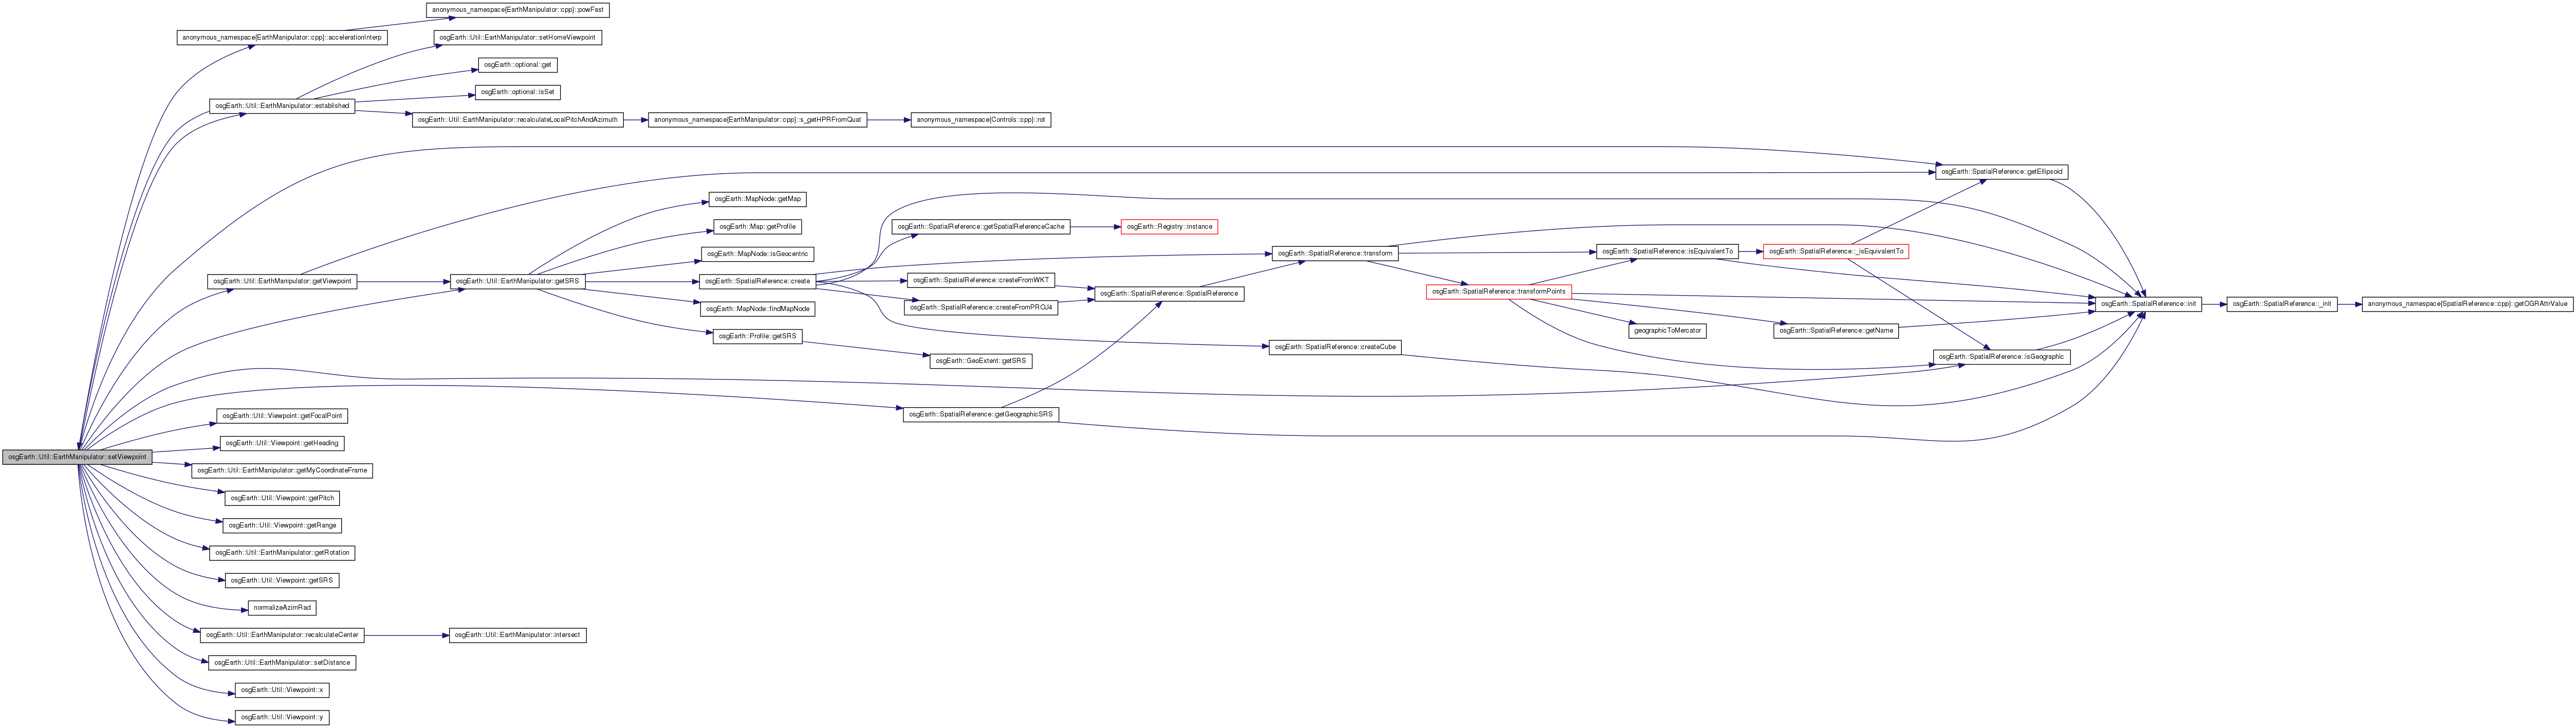 anonymous_namespace{EarthManipulator::cpp}::powFast
anonymous_namespace{EarthManipulator::cpp}::accelerationInterp
osgEarth::Util::EarthManipulator::setHomeViewpoint
osgEarth::optional::get
osgEarth::optional::isSet
osgEarth::Util::EarthManipulator::established
osgEarth::Util::EarthManipulator::recalculateLocalPitchAndAzimuth
anonymous_namespace{EarthManipulator::cpp}::s_getHPRFromQuat
anonymous_namespace{Controls::cpp}::rot
osgEarth::SpatialReference::getEllipsoid
osgEarth::MapNode::getMap
osgEarth::Map::getProfile
osgEarth::SpatialReference::getSpatialReferenceCache
osgEarth::Registry::instance
osgEarth::MapNode::isGeocentric
osgEarth::SpatialReference::transform
osgEarth::SpatialReference::isEquivalentTo
osgEarth::SpatialReference::_isEquivalentTo
osgEarth::Util::EarthManipulator::getViewpoint
osgEarth::Util::EarthManipulator::getSRS
osgEarth::SpatialReference::create
osgEarth::SpatialReference::createFromWKT
osgEarth::SpatialReference::SpatialReference
osgEarth::SpatialReference::transformPoints
osgEarth::MapNode::findMapNode
osgEarth::SpatialReference::createFromPROJ4
osgEarth::SpatialReference::init
osgEarth::SpatialReference::_init
anonymous_namespace{SpatialReference::cpp}::getOGRAttrValue
osgEarth::Profile::getSRS
geographicToMercator
osgEarth::SpatialReference::getName
osgEarth::SpatialReference::createCube
osgEarth::GeoExtent::getSRS
osgEarth::SpatialReference::isGeographic
osgEarth::Util::Viewpoint::getFocalPoint
osgEarth::SpatialReference::getGeographicSRS
osgEarth::Util::Viewpoint::getHeading
osgEarth::Util::EarthManipulator::setViewpoint
osgEarth::Util::EarthManipulator::getMyCoordinateFrame
osgEarth::Util::Viewpoint::getPitch
osgEarth::Util::Viewpoint::getRange
osgEarth::Util::EarthManipulator::getRotation
osgEarth::Util::Viewpoint::getSRS
normalizeAzimRad
osgEarth::Util::EarthManipulator::recalculateCenter
osgEarth::Util::EarthManipulator::intersect
osgEarth::Util::EarthManipulator::setDistance
osgEarth::Util::Viewpoint::x
osgEarth::Util::Viewpoint::y